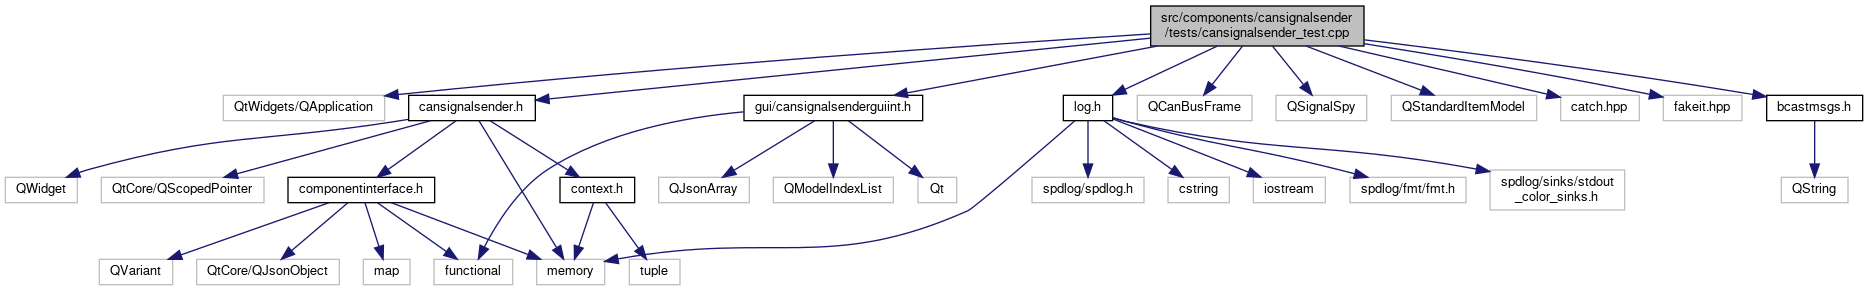 src/components/cansignalsender
/tests/cansignalsender_test.cpp
QtWidgets/QApplication
cansignalsender.h
gui/cansignalsenderguiint.h
log.h
QCanBusFrame
QSignalSpy
QStandardItemModel
catch.hpp
fakeit.hpp
bcastmsgs.h
QWidget
QtCore/QScopedPointer
componentinterface.h
context.h
QJsonArray
QModelIndexList
Qt
spdlog/spdlog.h
cstring
iostream
spdlog/fmt/fmt.h
spdlog/sinks/stdout
_color_sinks.h
QString
QVariant
QtCore/QJsonObject
map
functional
memory
tuple